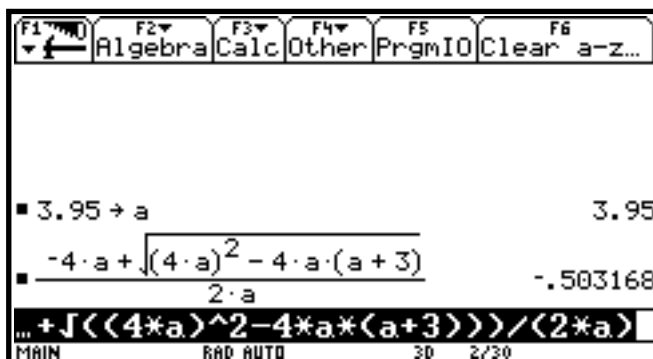 F1 F2 F3 F4 F5 F6
Algebra Calc Other PrgmIO Clear a-z…
3.95 → a 3.95
-4·a + √((4·a)² - 4·a·(a + 3))
2·a
-.503168
…+√((4*a)^2-4*a*(a+3)))/(2*a)
MAIN RAD AUTO 3D 2/30